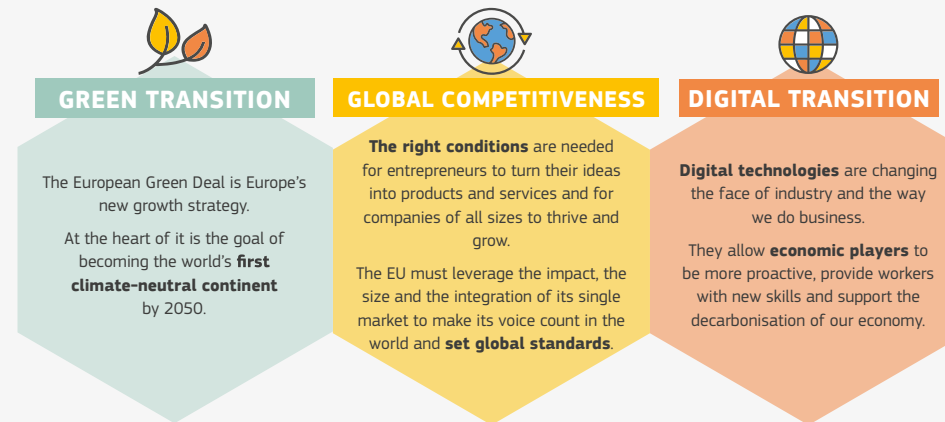 GREEN TRANSITION
The European Green Deal is Europe's
new growth strategy.
At the heart of it is the goal of
becoming the world's first
climate-neutral continent
by 2050.
GLOBAL COMPETITIVENESS
The right conditions are needed
for entrepreneurs to turn their ideas
into products and services and for
companies of all sizes to thrive and
grow.
The EU must leverage the impact, the
size and the integration of its single
market to make its voice count in the
world and set global standards.
DIGITAL TRANSITION
Digital technologies are changing
the face of industry and the way
we do business.
They allow economic players to
be more proactive, provide workers
with new skills and support the
decarbonisation of our economy.